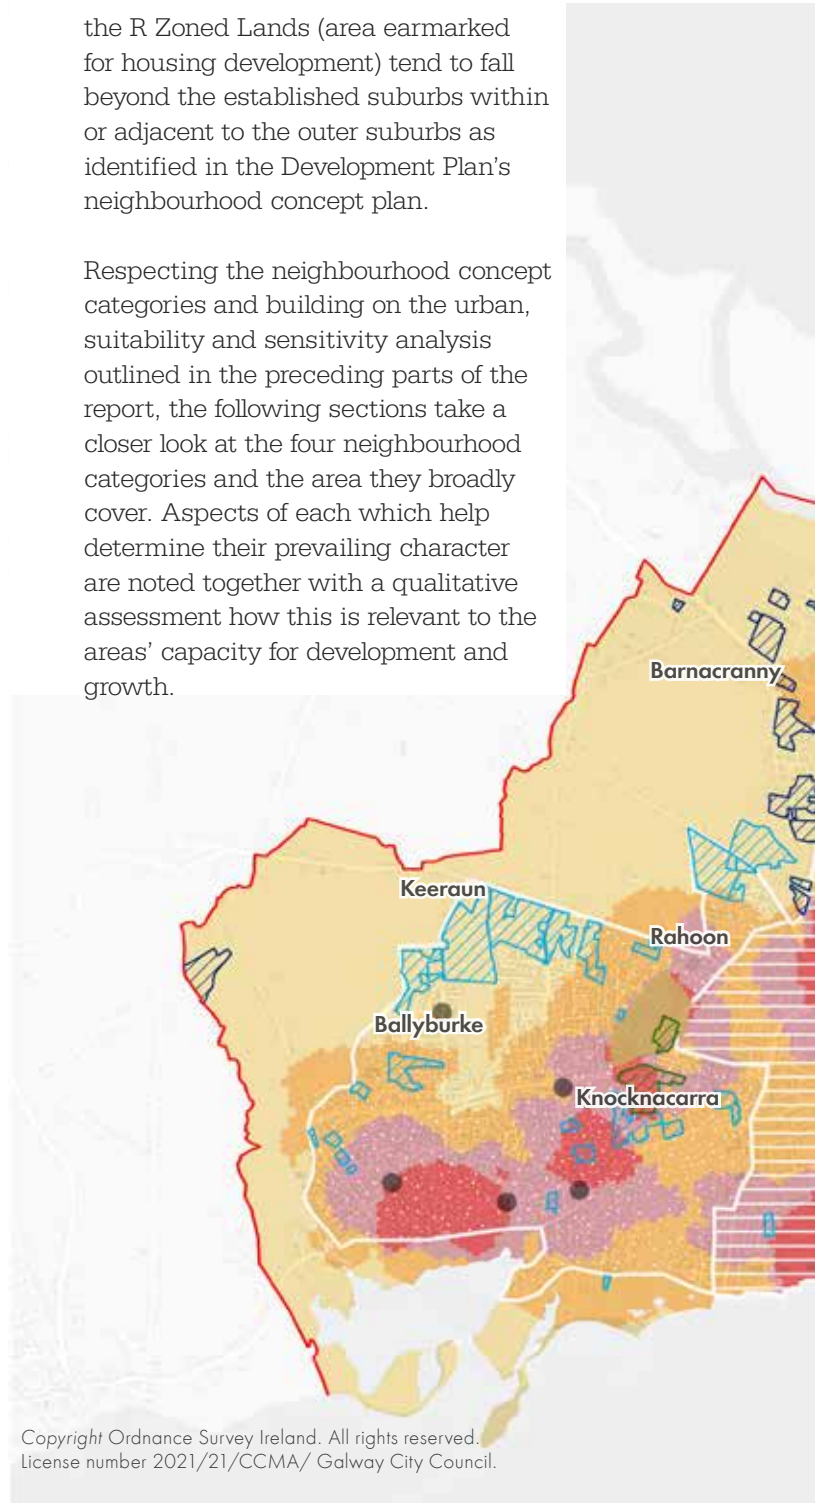 the R Zoned Lands (area earmarked
for housing development) tend to fall
beyond the established suburbs within
or adjacent to the outer suburbs as
identified in the Development Plan's
neighbourhood concept plan.
Respecting the neighbourhood concept
categories and building on the urban,
suitability and sensitivity analysis
outlined in the preceding parts of the
report, the following sections take a
closer look at the four neighbourhood
categories and the area they broadly
cover. Aspects of each which help
determine their prevailing character
are noted together with a qualitative
assessment how this is relevant to the
areas' capacity for development and
growth.
Barnacranny
Keeraun
Rahoon
Ballyburke
Knocknacarra
Copyright Ordnance Survey Ireland. All rights reserved.
License number 2021/21/CCMA/ Galway City Council.